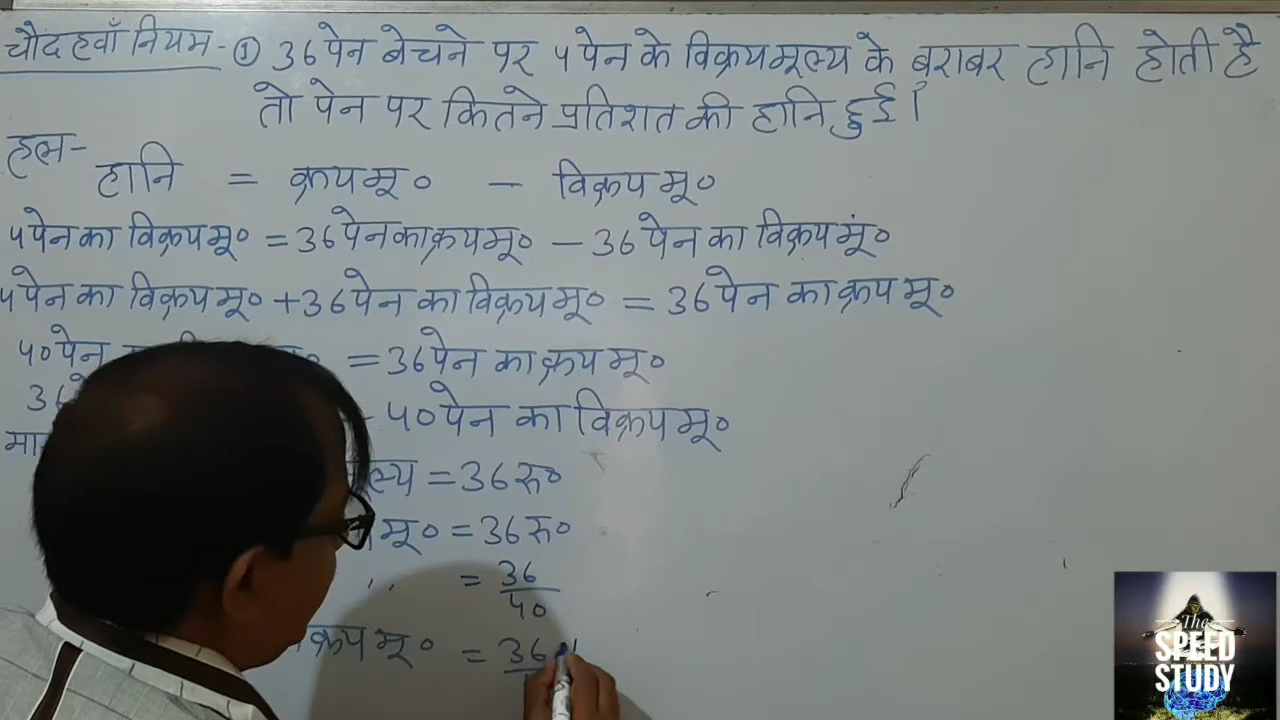 चौदहवाँ नियम - ① 36 पेन बेचने पर 4 पेन के विक्रयमूल्य के बराबर हानि होती है
तो पेन पर कितने प्रतिशत की हानि हुई।
हल-
हानि = क्रयमू० - विक्रयमू०
4 पेन का विक्रयमू० = 36 पेन का क्रयमू० - 36 पेन का विक्रयमूं०
4 पेन का विक्रयमू० + 36 पेन का विक्रयमू० = 36 पेन का क्रयमू०
40 पेन = 36 पेन का क्रयमू०
36 40 पेन का विक्रयमू०
= 36 रु०
मू० = 36 रु०
,, = 36/40
मू० = 36
The
SPEED
STUDY